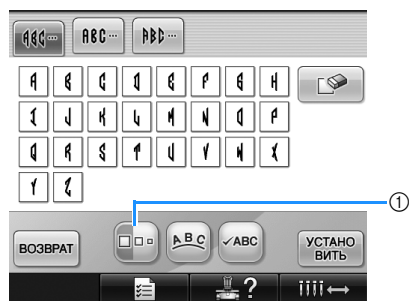 ABC... ABC... ABC...
A B C D E F G H
I J K L M N O P
Q R S T U V W X
Y Z
①
ВОЗВРАТ ABC ✓ABC УСТАНО
ВИТЬ
?